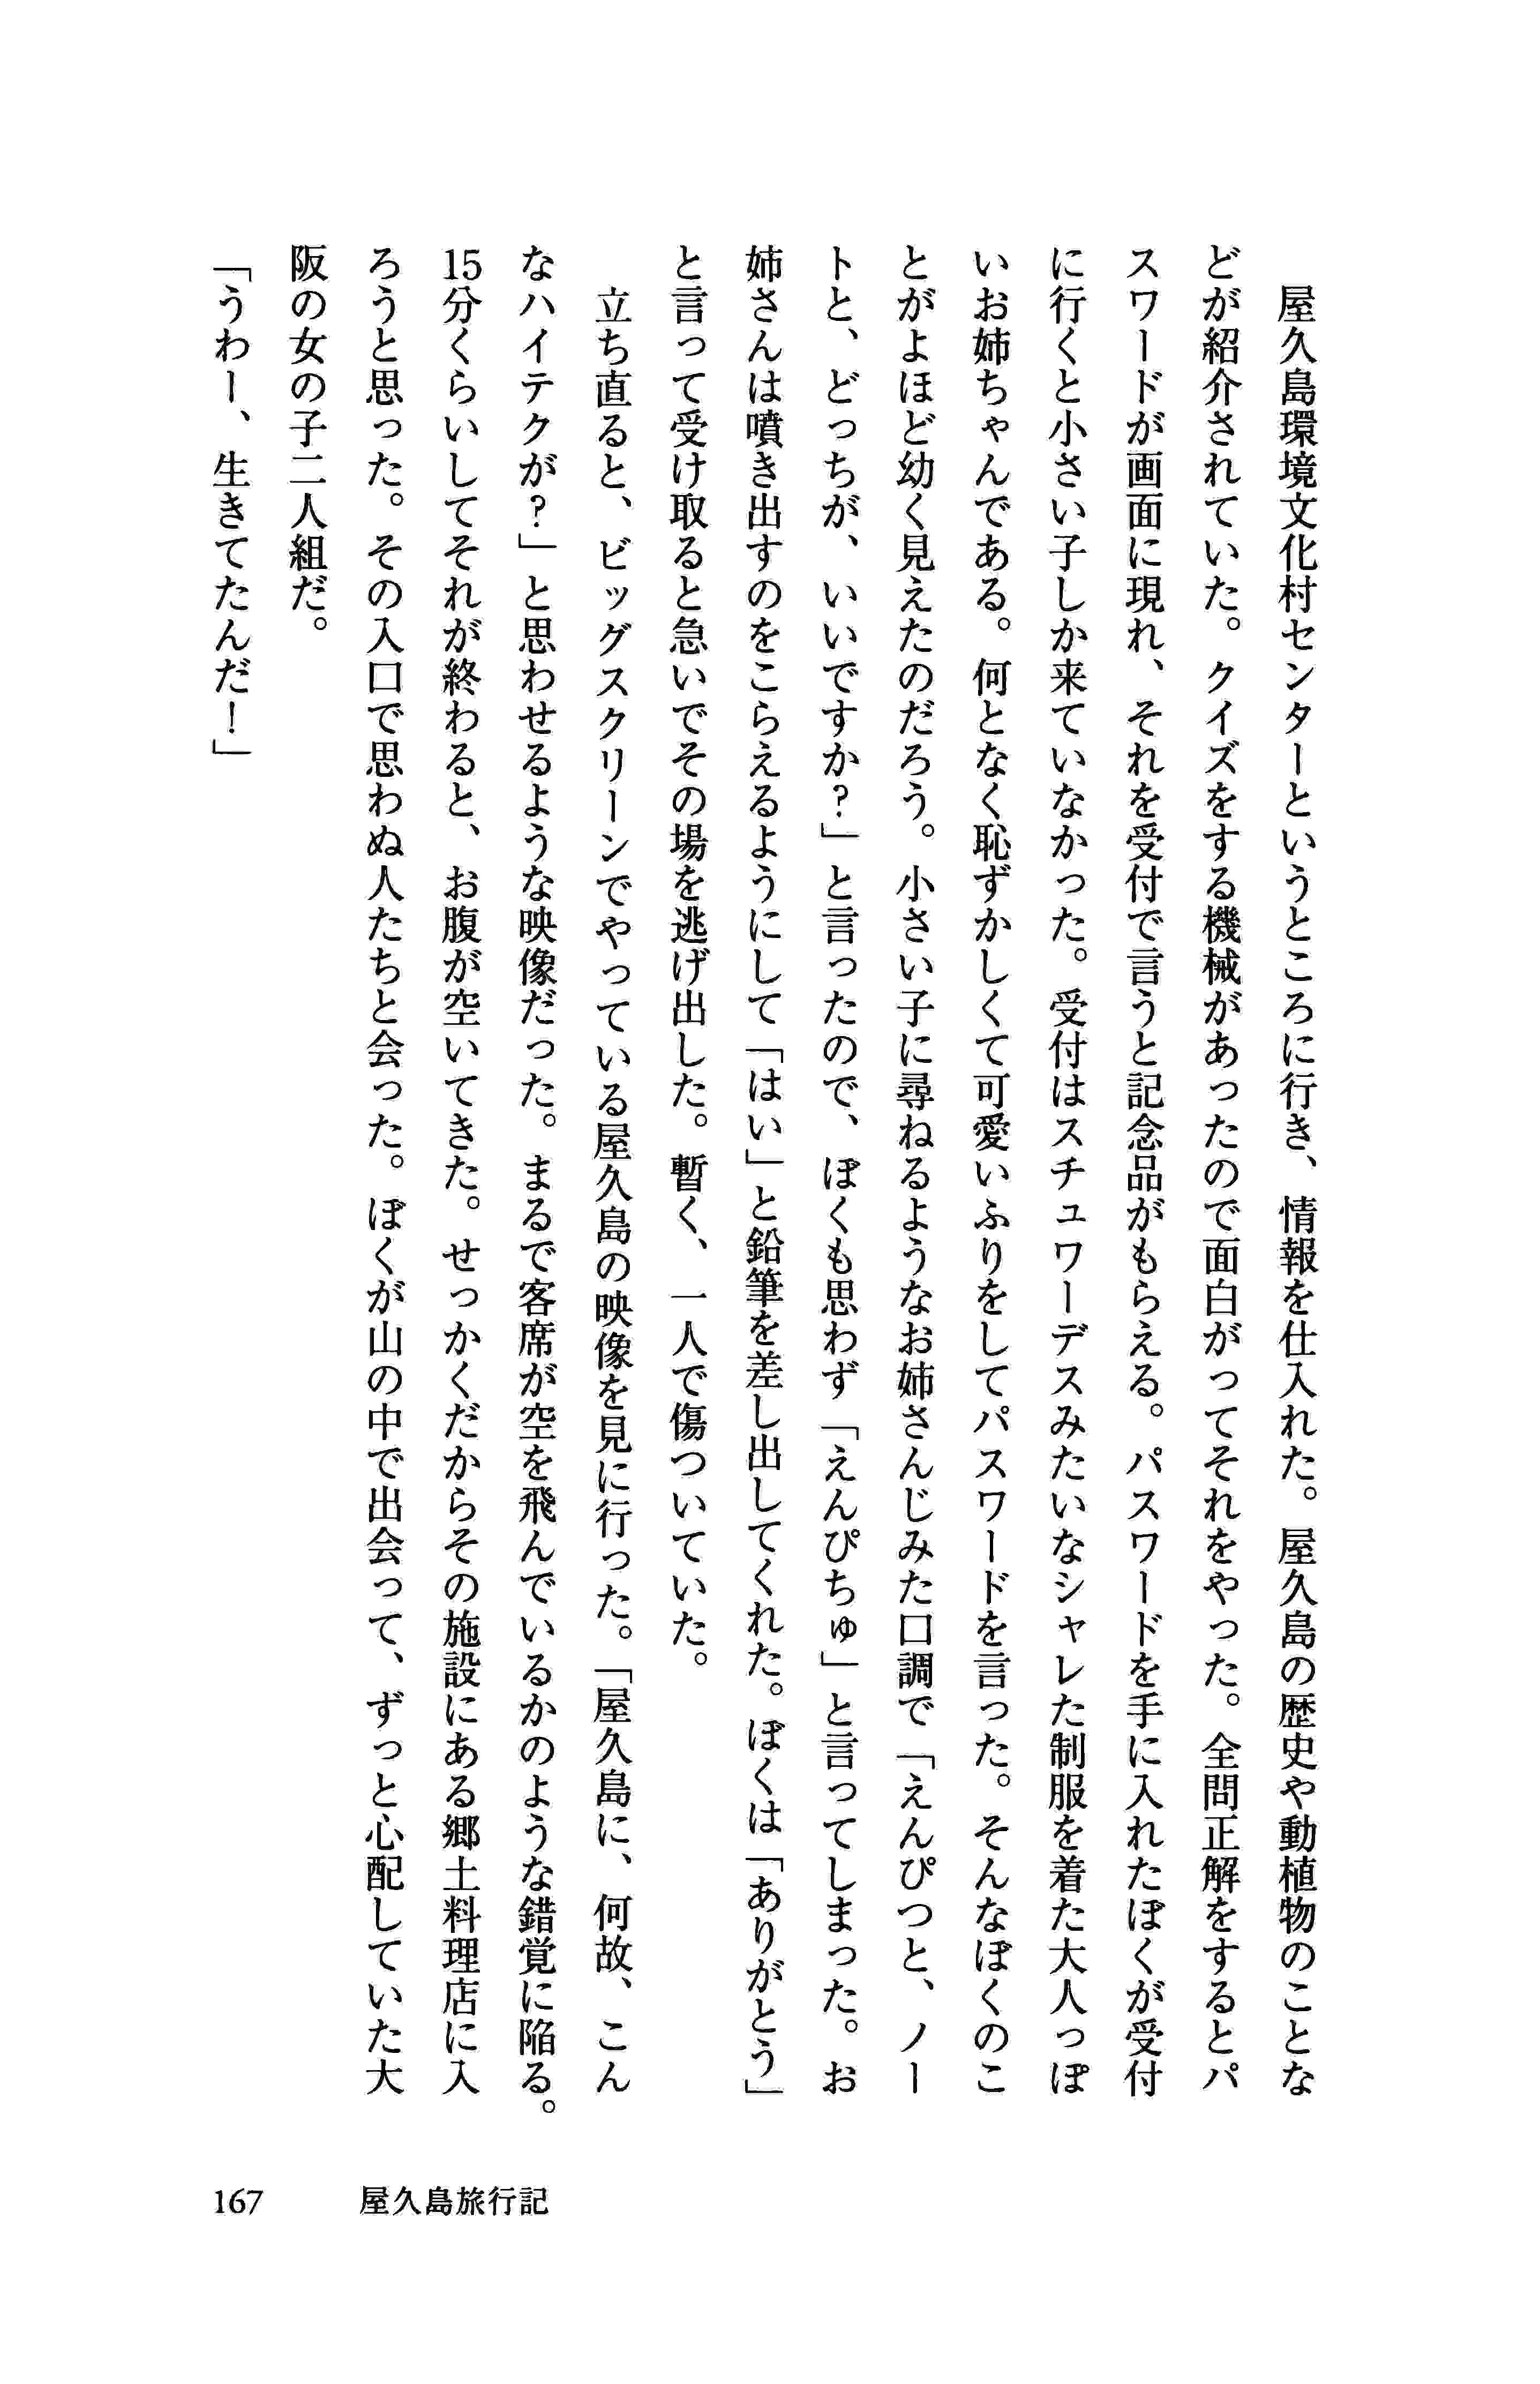 屋久島環境文化村センターというところに行き、情報を仕入れた。屋久島の歴史や動植物のことな
どが紹介されていた。クイズをする機械があったので面白がってそれをやった。全問正解をするとパ
スワードが画面に現れ、それを受付で言うと記念品がもらえる。パスワードを手に入れたぼくが受付
に行くと小さい子しか来ていなかった。受付はスチュワーデスみたいなシャレた制服を着た大人っぽ
いお姉ちゃんである。何となく恥ずかしくて可愛いふりをしてパスワードを言った。そんなぼくのこ
とがよほど幼く見えたのだろう。小さい子に尋ねるようなお姉さんじみた口調で「えんぴつと、ノー
トと、どっちが、いいですか？」と言ったので、ぼくも思わず「えんぴちゅ」と言ってしまった。お
姉さんは噴き出すのをこらえるようにして「はい」と鉛筆を差し出してくれた。ぼくは「ありがとう」
と言って受け取ると急いでその場を逃げ出した。暫く、一人で傷ついていた。
　立ち直ると、ビッグスクリーンでやっている屋久島の映像を見に行った。「屋久島に、何故、こん
なハイテクが？」と思わせるような映像だった。まるで客席が空を飛んでいるかのような錯覚に陥る。
15分くらいしてそれが終わると、お腹が空いてきた。せっかくだからその施設にある郷土料理店に入
ろうと思った。その入口で思わぬ人たちと会った。ぼくが山の中で出会って、ずっと心配していた大
阪の女の子二人組だ。
「うわー、生きてたんだ！」
167　屋久島旅行記